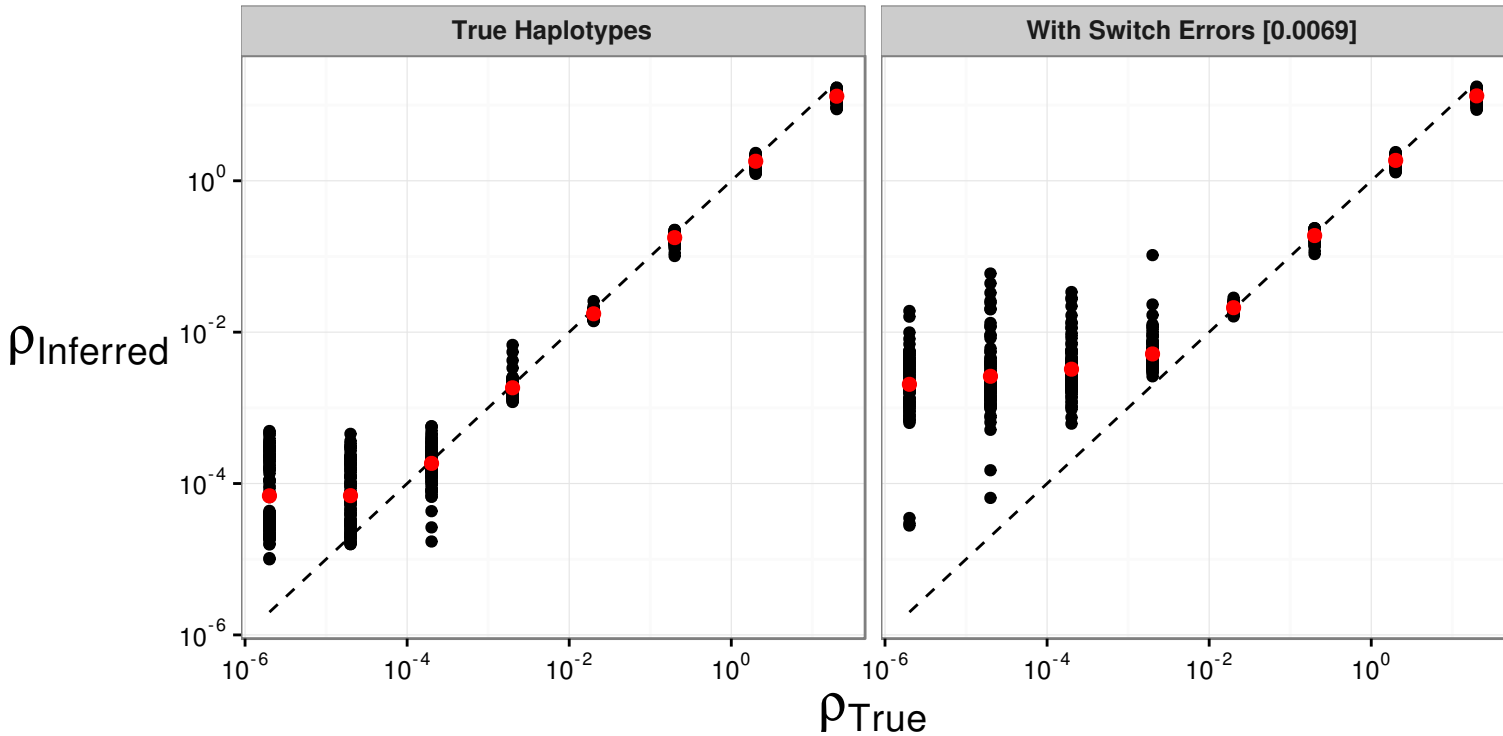 True Haplotypes
With Switch Errors [0.0069]
ρInferred
10^0
10^-2
10^-4
10^-6
10^-6 10^-4 10^-2 10^0
10^-6 10^-4 10^-2 10^0
ρTrue